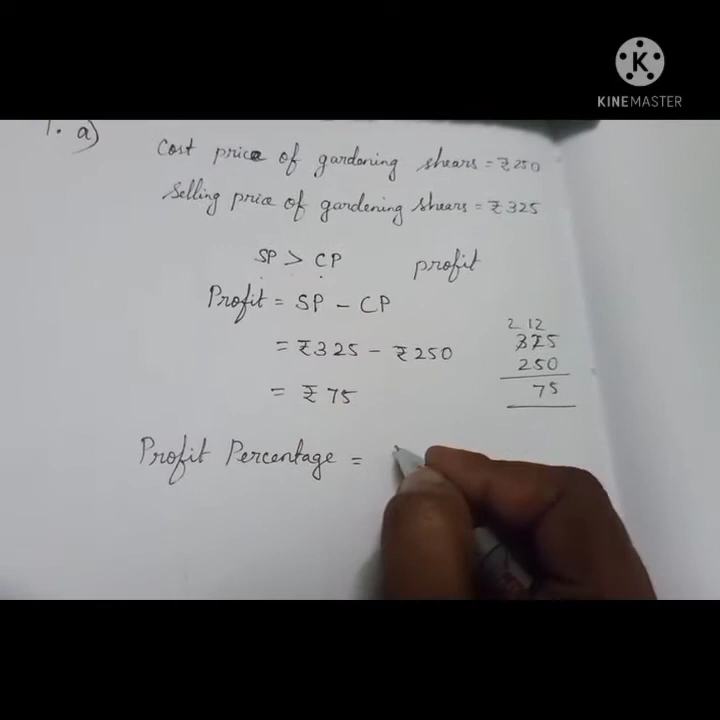 KINEMASTER
1. a)
Cost price of gardening shears = ₹250
Selling price of gardening shears = ₹325
SP > CP profit
Profit = SP - CP
= ₹325 - ₹250
= ₹75
2 12
325
250
75
Profit Percentage =